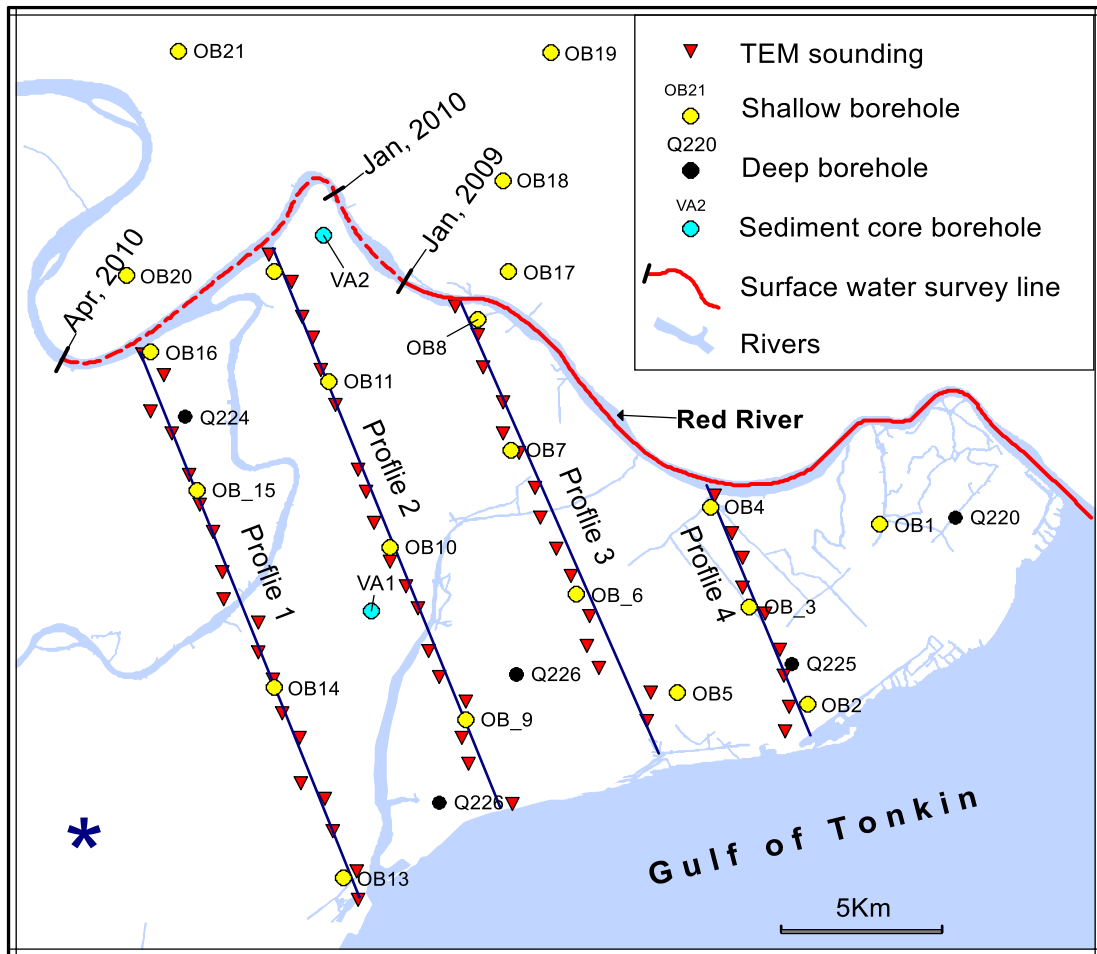 OB21
OB19
TEM sounding
OB21
Shallow borehole
Q220
Deep borehole
VA2
Sediment core borehole
Surface water survey line
Rivers
Jan, 2010
OB18
Jan, 2009
Apr, 2010
OB20
VA2
OB17
OB16
OB8
OB11
Q224
Red River
Proflie 2
OB7
Proflie 3
OB_15
OB4
OB1
Q220
Proflie 1
OB10
Proflie 4
VA1
OB_6
OB_3
Q226
Q225
OB14
OB5
OB2
OB_9
Q226
Gulf of Tonkin
*
OB13
5Km